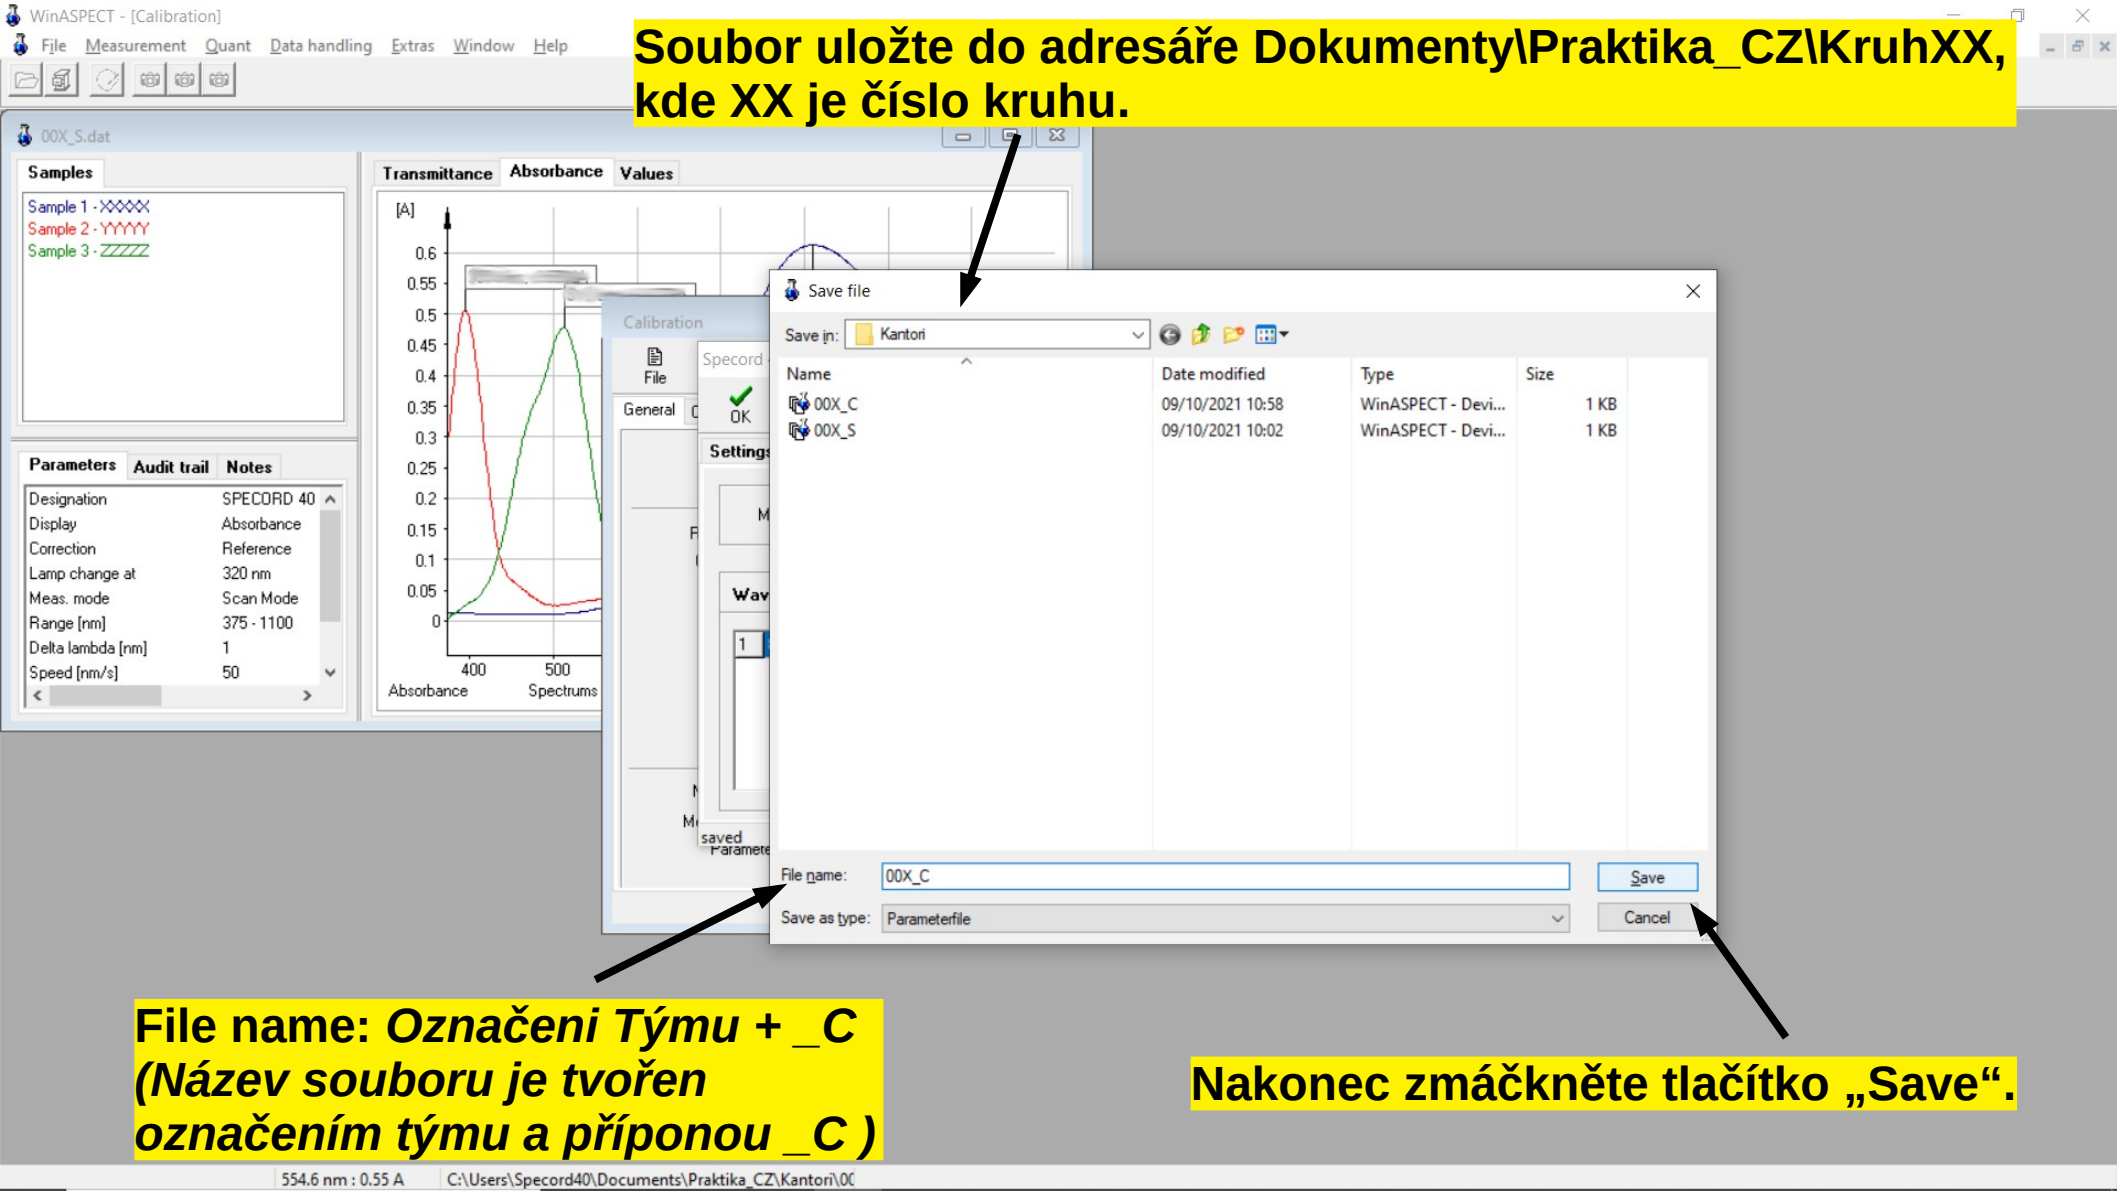 WinASPECT - [Calibration]
Soubor uložte do adresáře Dokumenty\Praktika_CZ\KruhXX,
kde XX je číslo kruhu.
File Measurement Quant Data handling Extras Window Help
00X_S.dat
Samples
Sample 1 - XXXXX
Sample 2 - YYYYY
Sample 3 - ZZZZZ
Transmittance Absorbance Values
[A]
0.6
0.55
0.5
0.45
0.4
0.35
0.3
0.25
0.2
0.15
0.1
0.05
0
400 500
Absorbance Spectrums
Parameters Audit trail Notes
Designation SPECORD 40
Display Absorbance
Correction Reference
Lamp change at 320 nm
Meas. mode Scan Mode
Range [nm] 375 - 1100
Delta lambda [nm] 1
Speed [nm/s] 50
Calibration
File
General
Specord
OK
Settings
Wav
1
saved
Paramete
Save file
Save in: Kantori
Name Date modified Type Size
00X_C 09/10/2021 10:58 WinASPECT - Devi... 1 KB
00X_S 09/10/2021 10:02 WinASPECT - Devi... 1 KB
File name: 00X_C Save
Save as type: Parameterfile Cancel
File name: Označeni Týmu + _C
(Název souboru je tvořen
označením týmu a příponou _C )
Nakonec zmáčkněte tlačítko „Save“.
554.6 nm : 0.55 A C:\Users\Specord40\Documents\Praktika_CZ\Kantori\00